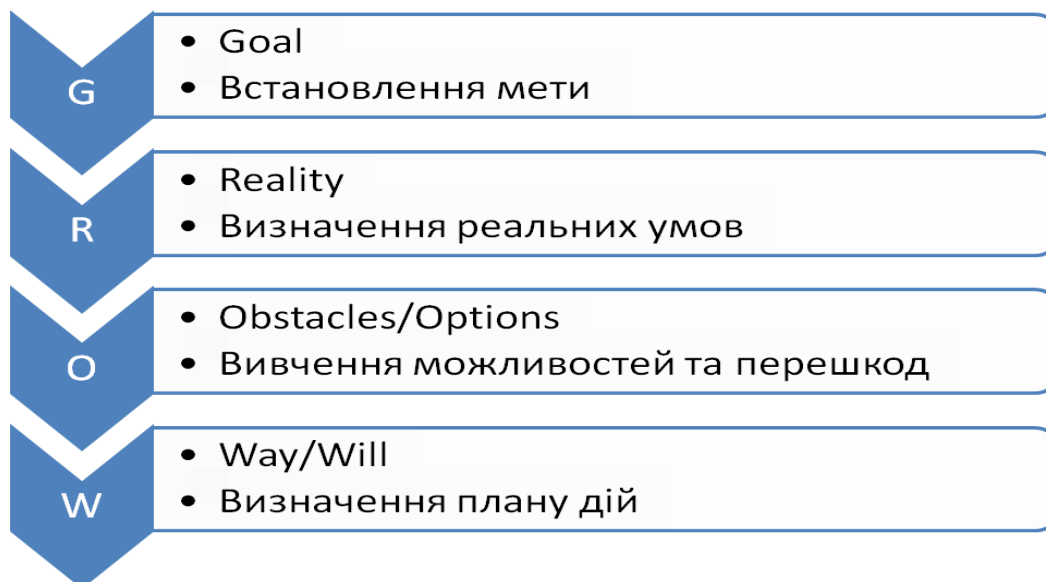 G
• Goal
• Встановлення мети
R
• Reality
• Визначення реальних умов
O
• Obstacles/Options
• Вивчення можливостей та перешкод
W
• Way/Will
• Визначення плану дій